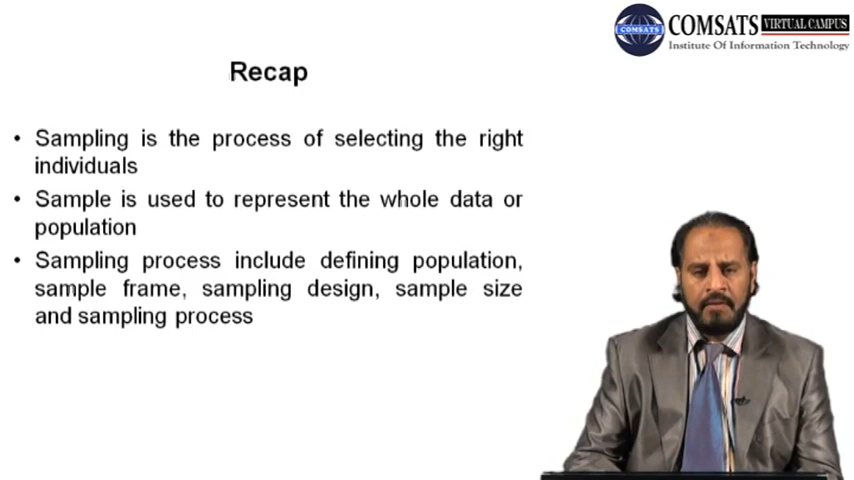 COMSATS VIRTUAL CAMPUS
COMSATS
Institute Of Information Technology
Recap
• Sampling is the process of selecting the right
individuals
• Sample is used to represent the whole data or
population
• Sampling process include defining population,
sample frame, sampling design, sample size
and sampling process